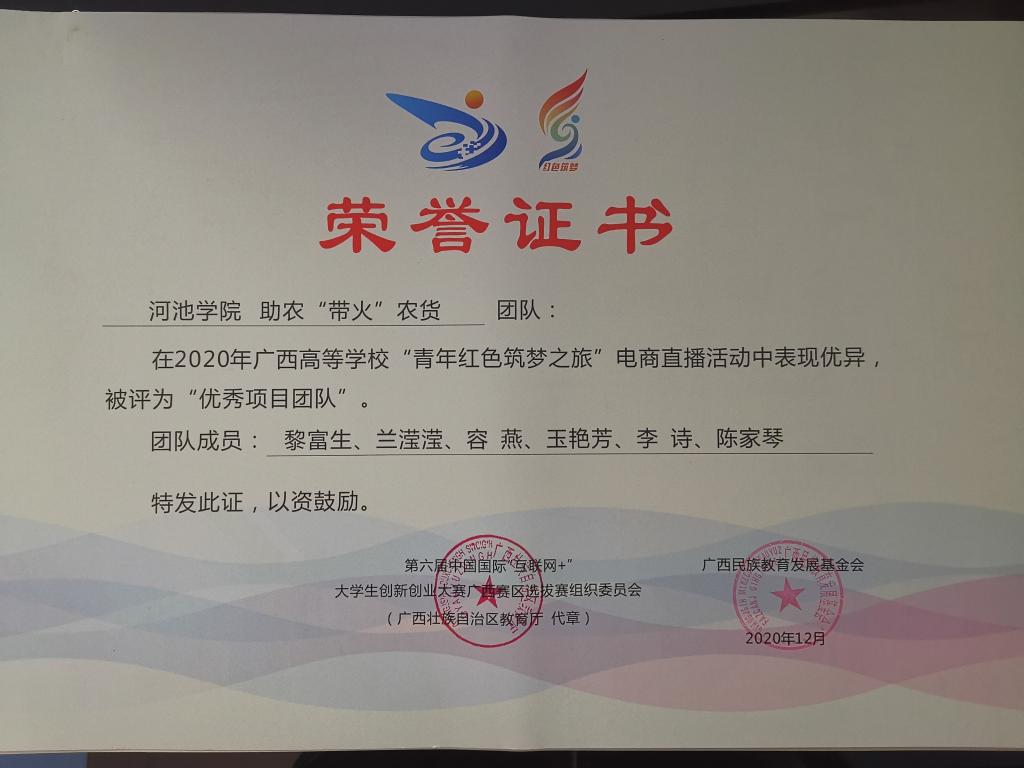 红色筑梦
荣誉证书
河池学院 助农“带火”农货 团队：
在2020年广西高等学校“青年红色筑梦之旅”电商直播活动中表现优异，
被评为“优秀项目团队”。
团队成员： 黎富生、兰滢滢、容 燕、玉艳芳、李 诗、陈家琴
特发此证，以资鼓励。
第六届中国国际“互联网+”
大学生创新创业大赛广西赛区选拔赛组织委员会
（广西壮族自治区教育厅 代章）
广西民族教育发展基金会
2020年12月